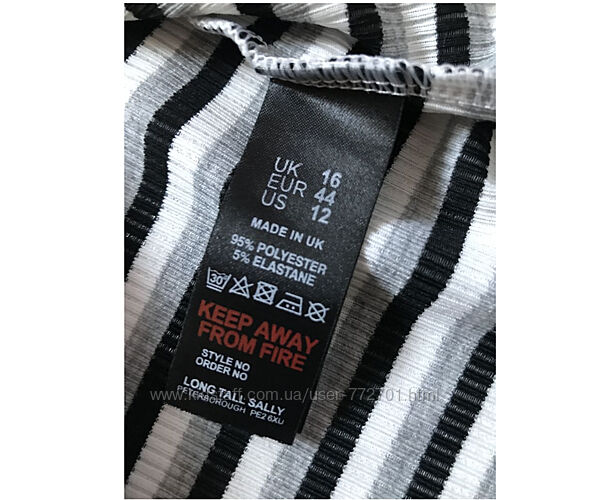 UK 16
EUR 44
US 12
MADE IN UK
95% POLYESTER
5% ELASTANE
30°
KEEP AWAY
FROM FIRE
STYLE NO
ORDER NO
LONG TALL SALLY
PETERBOROUGH PE2 6XU